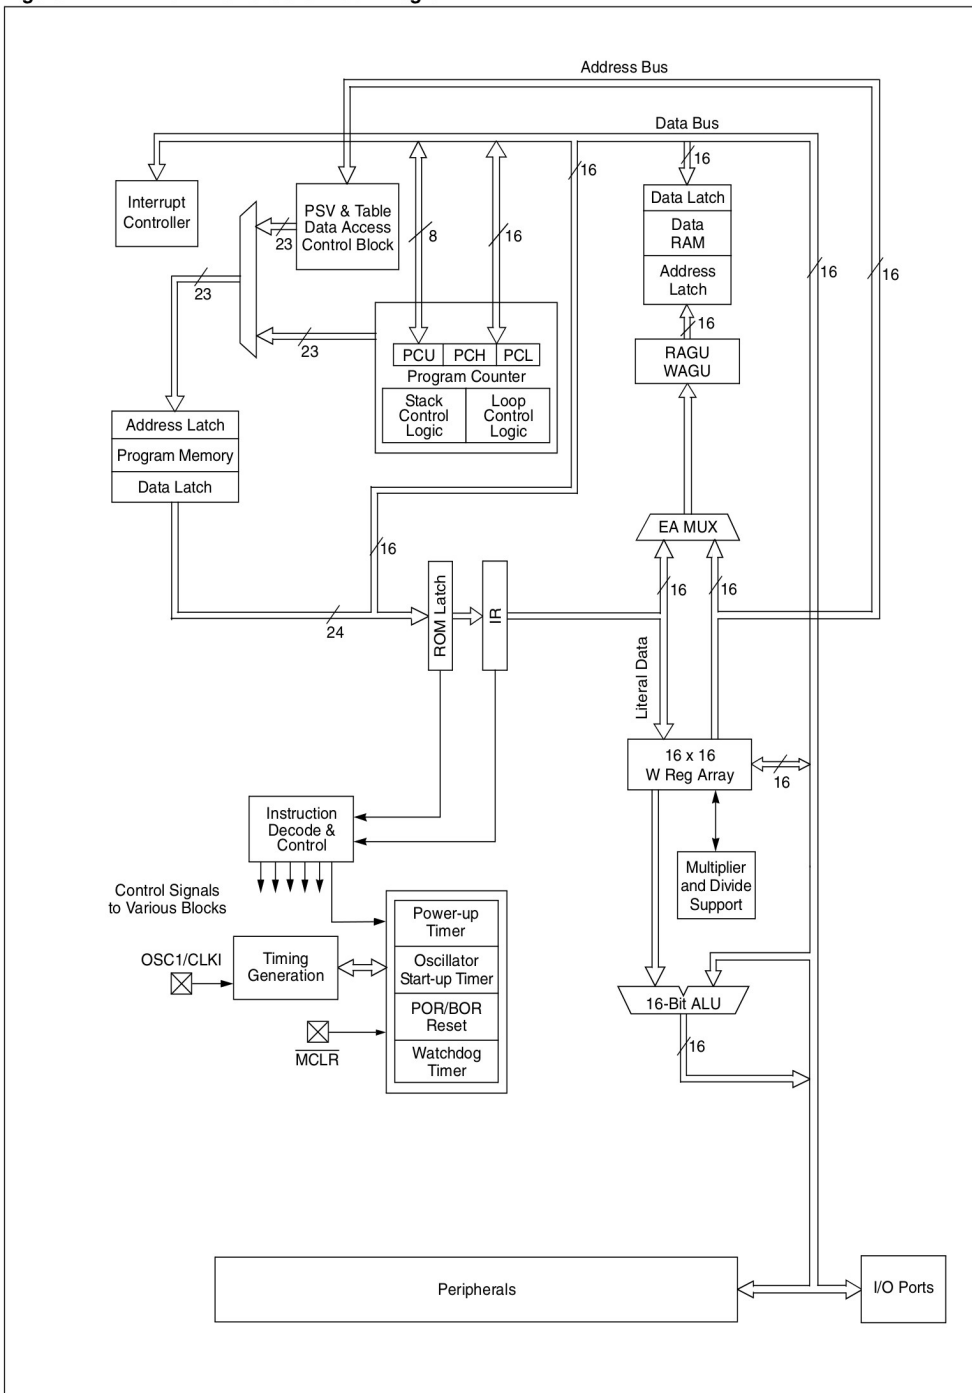 Address Bus
Data Bus
16
16
Interrupt
Controller
PSV & Table
Data Access
Control Block
23
8
16
Data Latch
Data
RAM
Address
Latch
16
16
23
23
16
RAGU
WAGU
PCU
PCH
PCL
Program Counter
Stack
Control
Logic
Loop
Control
Logic
Address Latch
Program Memory
Data Latch
EA MUX
16
ROM Latch
IR
16
16
24
Literal Data
16 x 16
W Reg Array
16
Instruction
Decode &
Control
Multiplier
and Divide
Support
Control Signals
to Various Blocks
Power-up
Timer
OSC1/CLKI
Timing
Generation
Oscillator
Start-up Timer
16-Bit ALU
POR/BOR
Reset
MCLR
16
Watchdog
Timer
Peripherals
I/O Ports